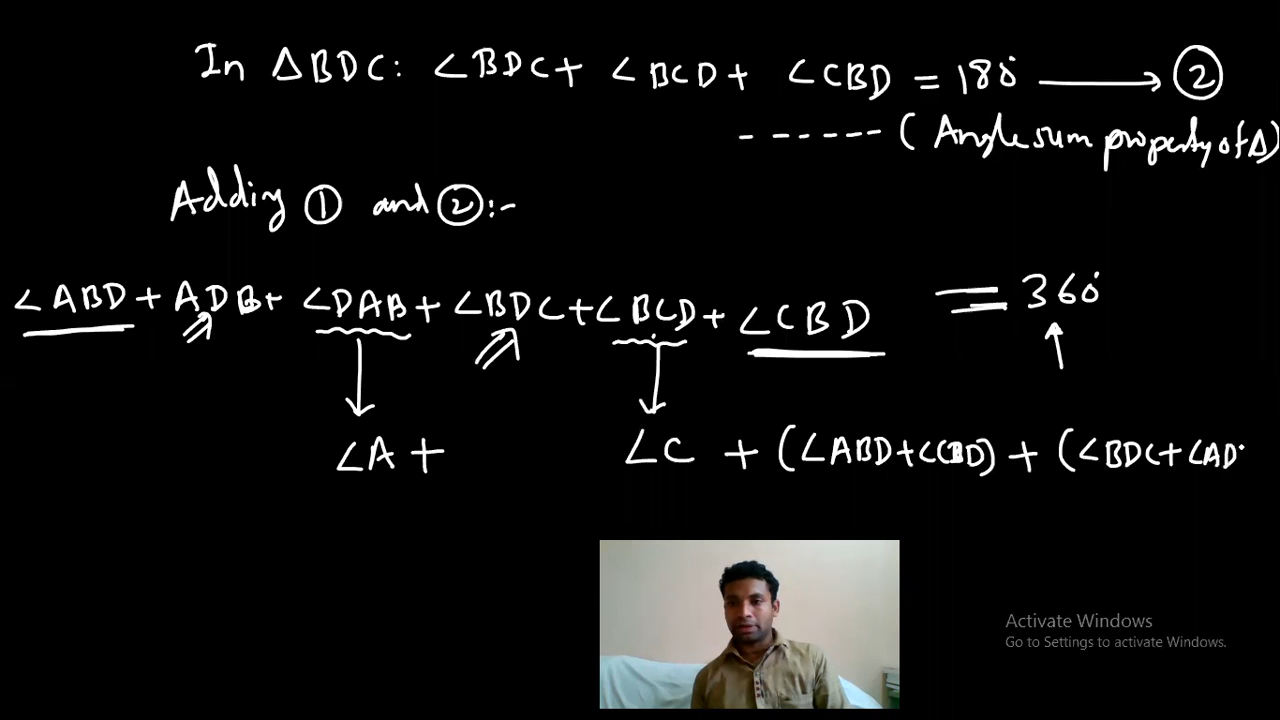 In ΔBDC: ∠BDC + ∠BCD + ∠CBD = 180° ⟶ ②
------ (Angle sum property of Δ)
Adding ① and ②:-
∠ABD + ADB + ∠DAB + ∠BDC + ∠BCD + ∠CBD = 360°
∠A + ∠C + (∠ABD + ∠CBD) + (∠BDC + ∠AD
Activate Windows
Go to Settings to activate Windows.